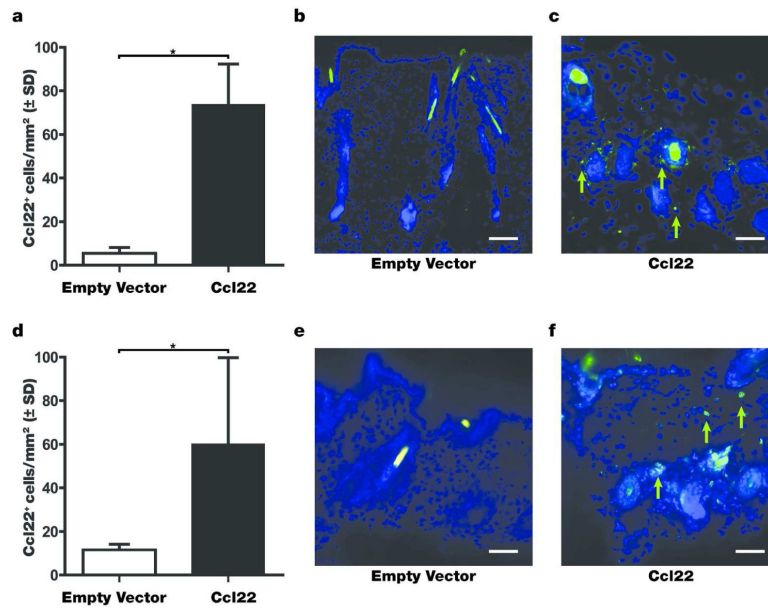 a
b
c
Ccl22⁺ cells/mm² (± SD)
100
80
60
40
20
0
*
Empty Vector
Ccl22
Empty Vector
Ccl22
d
e
f
Ccl22⁺ cells/mm² (± SD)
100
80
60
40
20
0
*
Empty Vector
Ccl22
Empty Vector
Ccl22